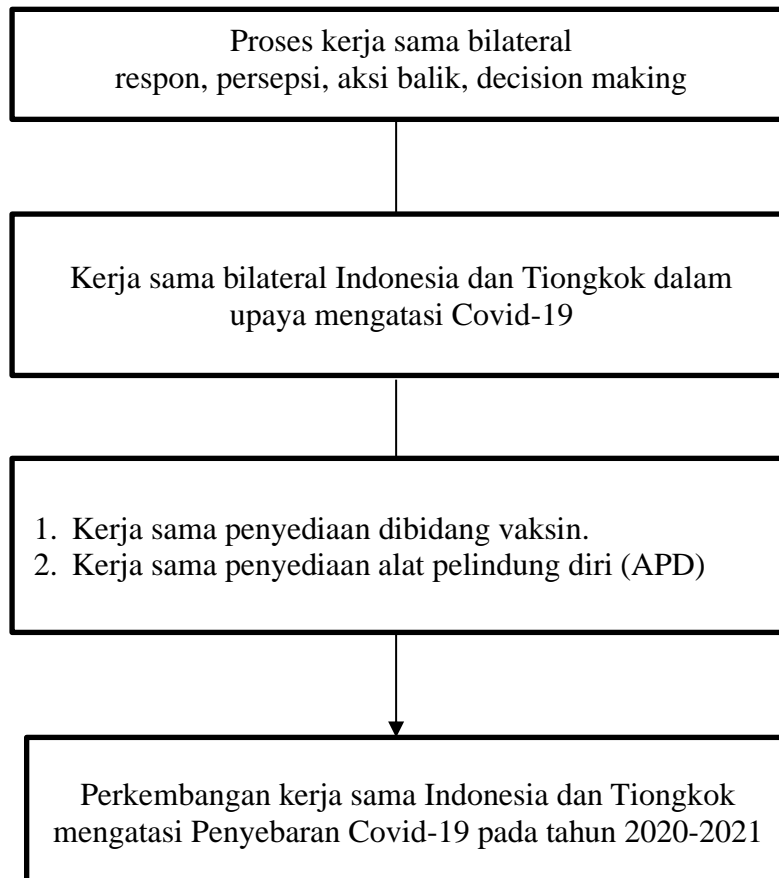 Proses kerja sama bilateral
respon, persepsi, aksi balik, decision making
Kerja sama bilateral Indonesia dan Tiongkok dalam
upaya mengatasi Covid-19
1. Kerja sama penyediaan dibidang vaksin.
2. Kerja sama penyediaan alat pelindung diri (APD)
Perkembangan kerja sama Indonesia dan Tiongkok
mengatasi Penyebaran Covid-19 pada tahun 2020-2021